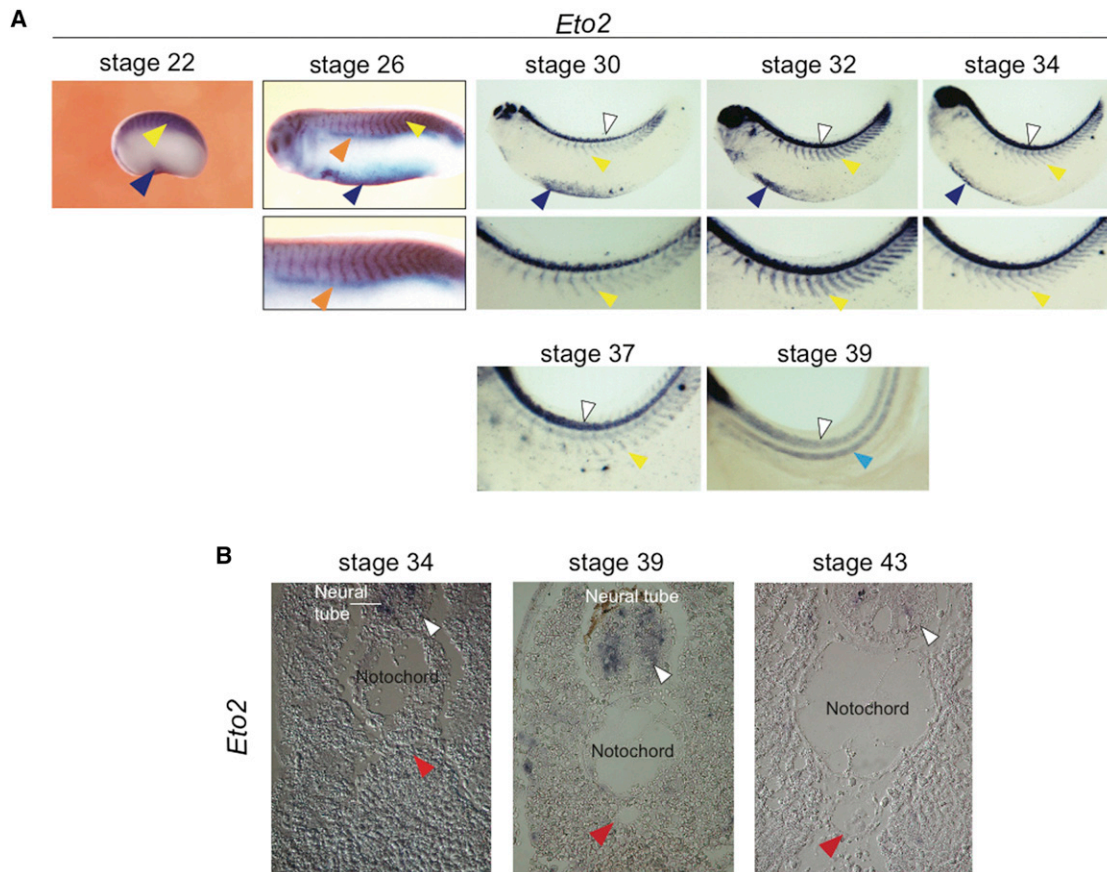 A
Eto2
stage 22
stage 26
stage 30
stage 32
stage 34
stage 37
stage 39
B
stage 34
stage 39
stage 43
Eto2
Neural
tube
Notochord
Neural tube
Notochord
Notochord